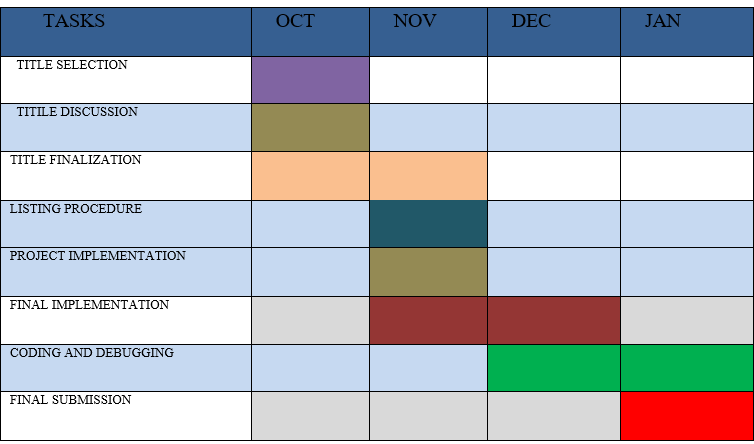 TASKS OCT NOV DEC JAN
TITLE SELECTION
TITILE DISCUSSION
TITLE FINALIZATION
LISTING PROCEDURE
PROJECT IMPLEMENTATION
FINAL IMPLEMENTATION
CODING AND DEBUGGING
FINAL SUBMISSION